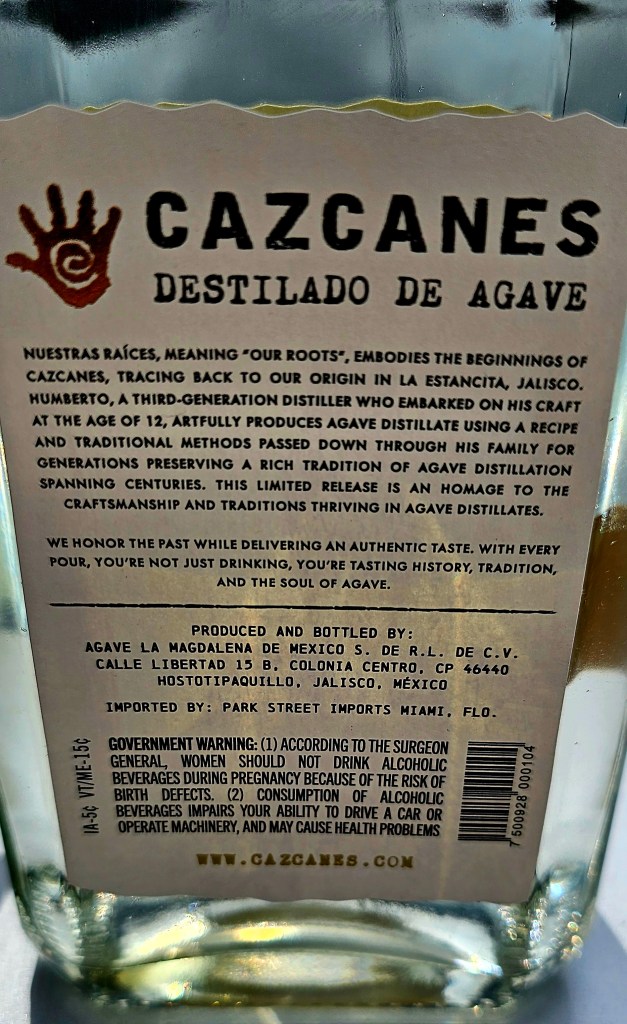 CAZCANES
DESTILADO DE AGAVE
NUESTRAS RAÍCES, MEANING "OUR ROOTS", EMBODIES THE BEGINNINGS OF
CAZCANES, TRACING BACK TO OUR ORIGIN IN LA ESTANCITA, JALISCO.
HUMBERTO, A THIRD-GENERATION DISTILLER WHO EMBARKED ON HIS CRAFT
AT THE AGE OF 12, ARTFULLY PRODUCES AGAVE DISTILLATE USING A RECIPE
AND TRADITIONAL METHODS PASSED DOWN THROUGH HIS FAMILY FOR
GENERATIONS PRESERVING A RICH TRADITION OF AGAVE DISTILLATION
SPANNING CENTURIES. THIS LIMITED RELEASE IS AN HOMAGE TO THE
CRAFTSMANSHIP AND TRADITIONS THRIVING IN AGAVE DISTILLATES.
WE HONOR THE PAST WHILE DELIVERING AN AUTHENTIC TASTE. WITH EVERY
POUR, YOU'RE NOT JUST DRINKING, YOU'RE TASTING HISTORY, TRADITION,
AND THE SOUL OF AGAVE.
PRODUCED AND BOTTLED BY:
AGAVE LA MAGDALENA DE MEXICO S. DE R.L. DE C.V.
CALLE LIBERTAD 15 B, COLONIA CENTRO, CP 46440
HOSTOTIPAQUILLO, JALISCO, MÉXICO
IMPORTED BY: PARK STREET IMPORTS MIAMI, FLO.
IA-5¢ VT/ME-15¢
GOVERNMENT WARNING: (1) ACCORDING TO THE SURGEON
GENERAL, WOMEN SHOULD NOT DRINK ALCOHOLIC
BEVERAGES DURING PREGNANCY BECAUSE OF THE RISK OF
BIRTH DEFECTS. (2) CONSUMPTION OF ALCOHOLIC
BEVERAGES IMPAIRS YOUR ABILITY TO DRIVE A CAR OR
OPERATE MACHINERY, AND MAY CAUSE HEALTH PROBLEMS
7 500928 000104
WWW.CAZCANES.COM